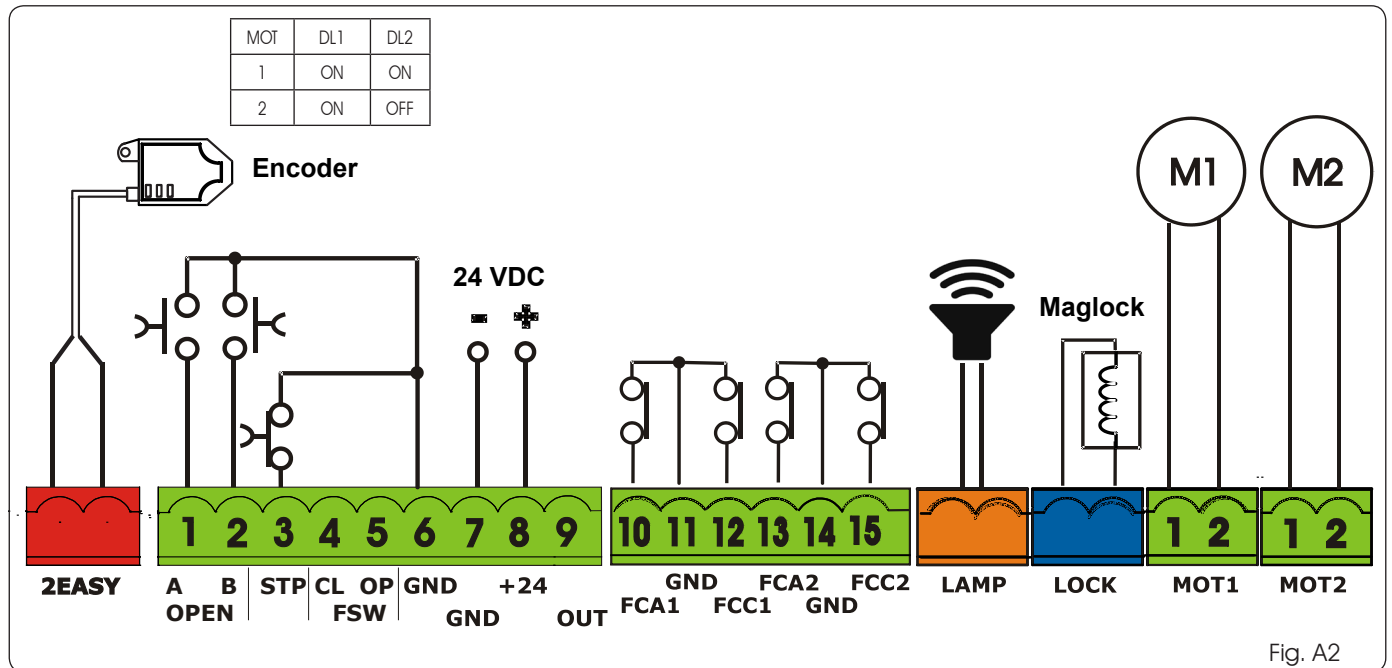 MOT DL1 DL2
1 ON ON
2 ON OFF
Encoder
24 VDC
- +
Maglock
M1 M2
1 2 3 4 5 6 7 8 9 10 11 12 13 14 15 1 2 1 2
2EASY A B STP CL OP GND +24 GND FCA2 FCC2 LAMP LOCK MOT1 MOT2
OPEN FSW GND OUT FCA1 FCC1 GND
Fig. A2